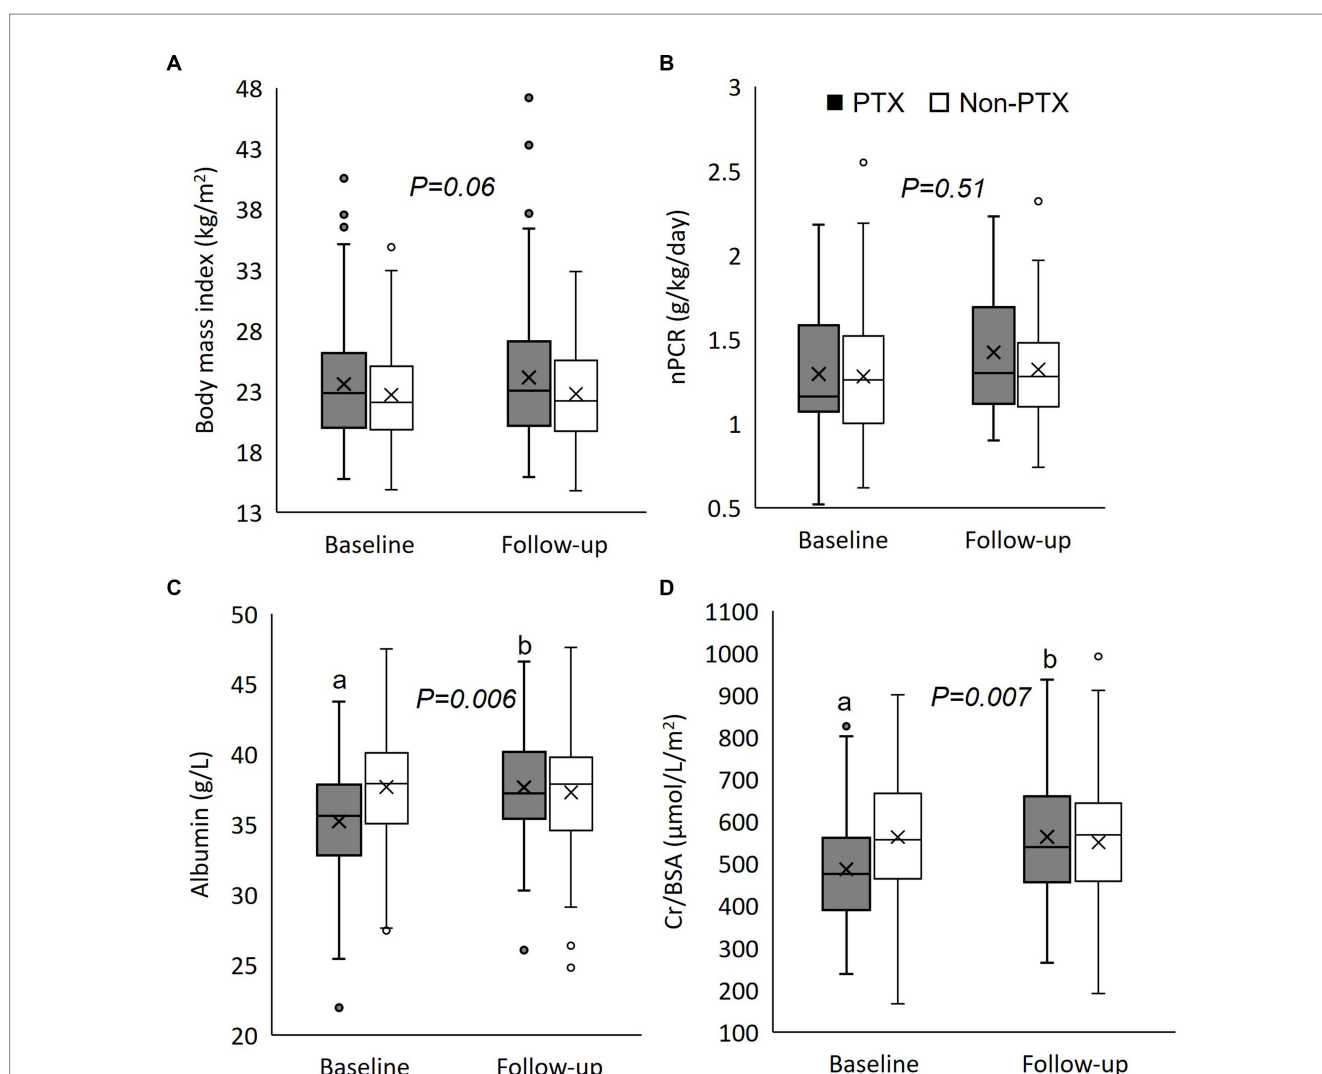 A
Body mass index (kg/m²)
48
43
38
33
28
23
18
13
P=0.06
Baseline
Follow-up
B
nPCR (g/kg/day)
3
2.5
2
1.5
1
0.5
PTX
Non-PTX
P=0.51
Baseline
Follow-up
C
Albumin (g/L)
50
45
40
35
30
25
20
a
P=0.006
b
Baseline
Follow-up
D
Cr/BSA (µmol/L/m²)
1100
1000
900
800
700
600
500
400
300
200
100
a
P=0.007
b
Baseline
Follow-up